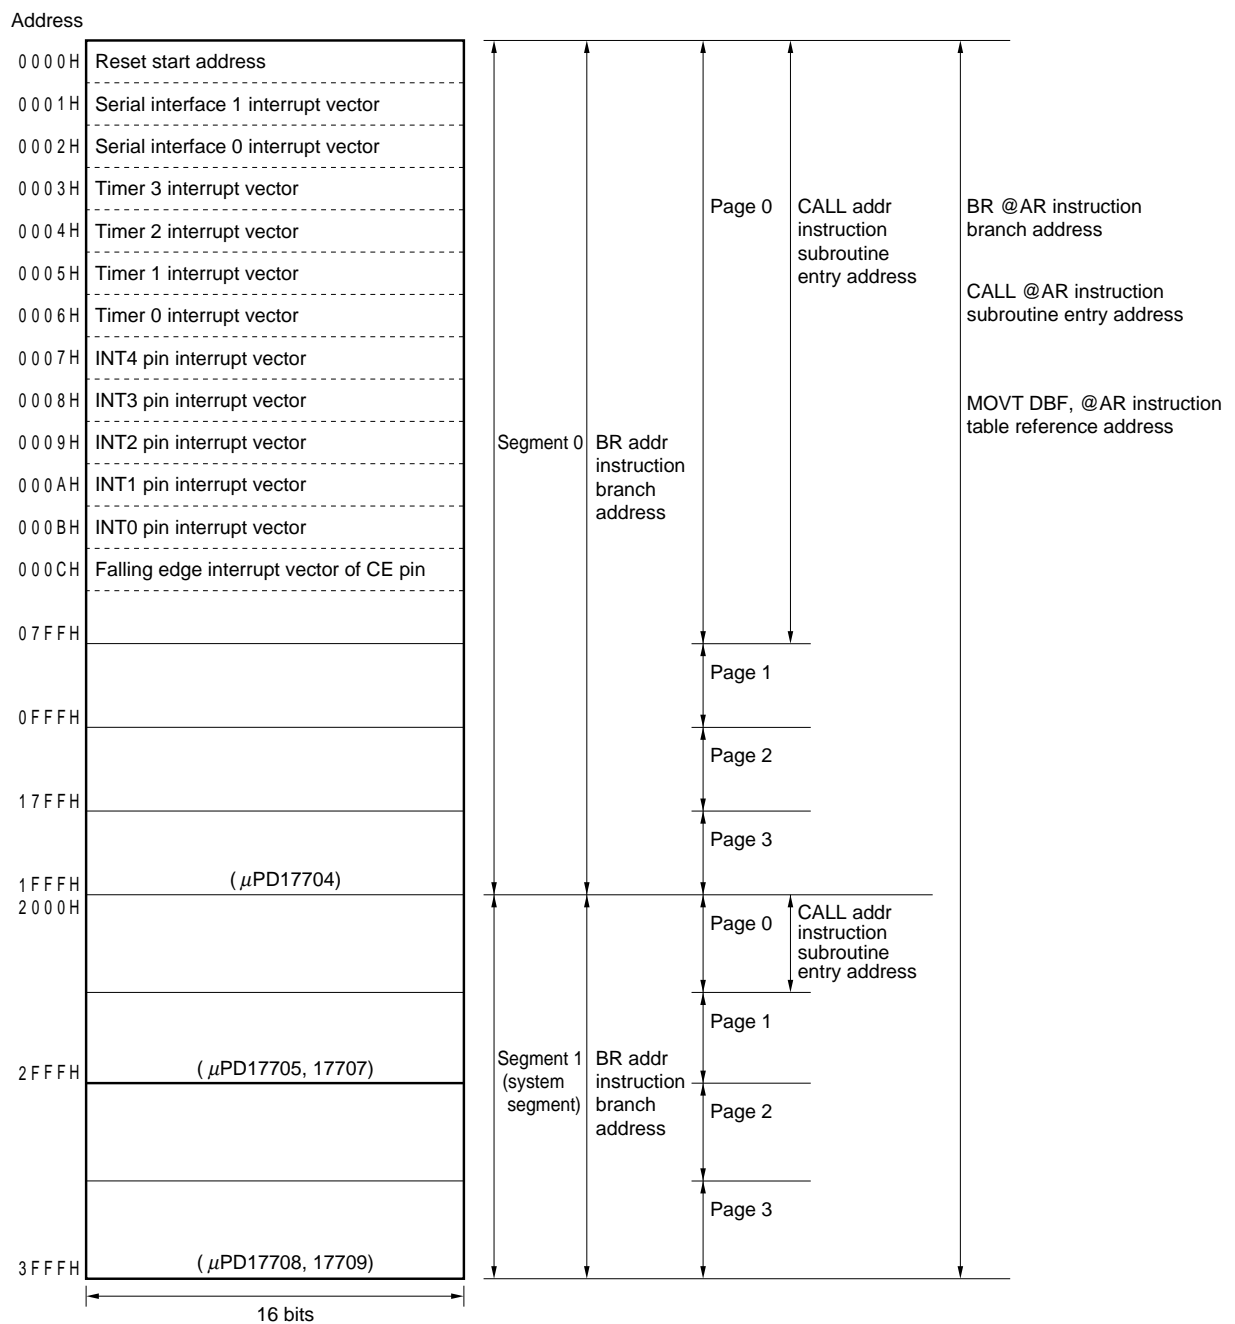 Address
0000H Reset start address
0001H Serial interface 1 interrupt vector
0002H Serial interface 0 interrupt vector
0003H Timer 3 interrupt vector
0004H Timer 2 interrupt vector
0005H Timer 1 interrupt vector
0006H Timer 0 interrupt vector
0007H INT4 pin interrupt vector
0008H INT3 pin interrupt vector
0009H INT2 pin interrupt vector
000AH INT1 pin interrupt vector
000BH INT0 pin interrupt vector
000CH Falling edge interrupt vector of CE pin
07FFH
0FFFH
17FFH
1FFFH (μPD17704)
2000H
2FFFH (μPD17705, 17707)
3FFFH (μPD17708, 17709)
16 bits
Segment 0
BR addr
instruction
branch
address
Page 0
CALL addr
instruction
subroutine
entry address
Page 1
Page 2
Page 3
Segment 1
(system
segment)
BR addr
instruction
branch
address
Page 0
CALL addr
instruction
subroutine
entry address
Page 1
Page 2
Page 3
BR @AR instruction
branch address
CALL @AR instruction
subroutine entry address
MOVT DBF, @AR instruction
table reference address